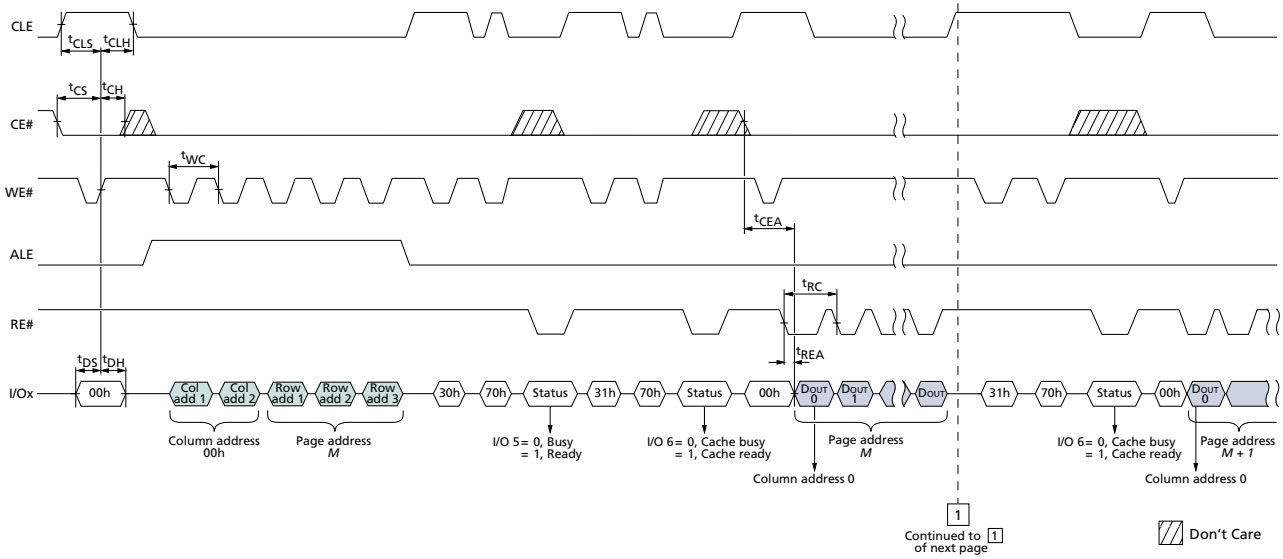 CLE
tCLS tCLH
tCS tCH
CE#
tWC
WE#
tCEA
ALE
tRC
RE#
tREA
tDS tDH
I/Ox
00h
Col add 1
Col add 2
Row add 1
Row add 2
Row add 3
30h
70h
Status
31h
70h
Status
00h
DOUT 0
DOUT 1
DOUT
31h
70h
Status
00h
DOUT 0
Column address
00h
Page address
M
I/O 5 = 0, Busy
= 1, Ready
I/O 6 = 0, Cache busy
= 1, Cache ready
Page address
M
Column address 0
I/O 6 = 0, Cache busy
= 1, Cache ready
Page address
M + 1
Column address 0
1
Continued to 1
of next page
Don't Care